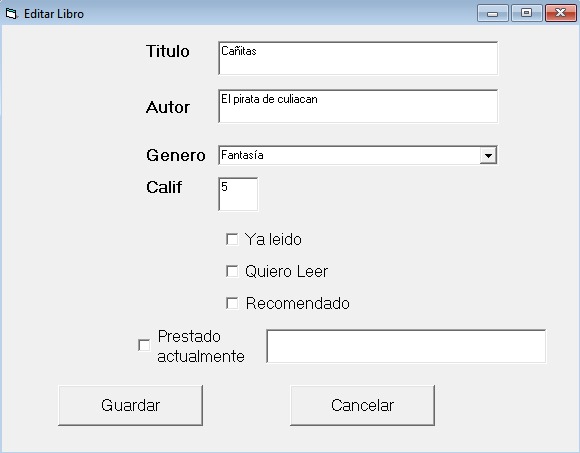 Editar Libro
Titulo
Cañitas
Autor
El pirata de culiacan
Genero
Fantasía
Calif
5
Ya leido
Quiero Leer
Recomendado
Prestado
actualmente
Guardar
Cancelar